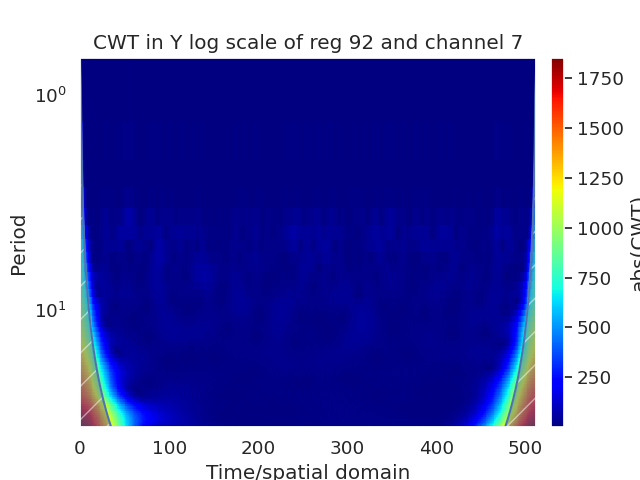 CWT in Y log scale of reg 92 and channel 7
10⁰
10¹
Period
0 100 200 300 400 500
Time/spatial domain
1750
1500
1250
1000
750
500
250
abs(CWT)